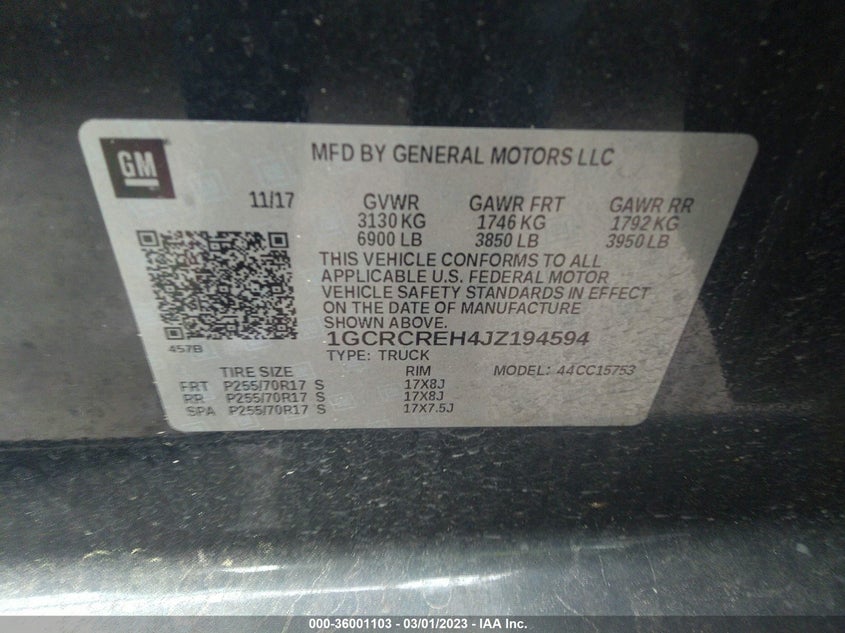 GM
MFD BY GENERAL MOTORS LLC
11/17 GVWR GAWR FRT GAWR RR
3130 KG 1746 KG 1792 KG
6900 LB 3850 LB 3950 LB
THIS VEHICLE CONFORMS TO ALL
APPLICABLE U.S. FEDERAL MOTOR
VEHICLE SAFETY STANDARDS IN EFFECT
ON THE DATE OF MANUFACTURE
SHOWN ABOVE.
1GCRCREH4JZ194594
457B
TYPE: TRUCK
TIRE SIZE RIM MODEL: 44CC15753
FRT P255/70R17 S 17X8J
RR P255/70R17 S 17X8J
SPA P255/70R17 S 17X7.5J
000-36001103 - 03/01/2023 - IAA Inc.